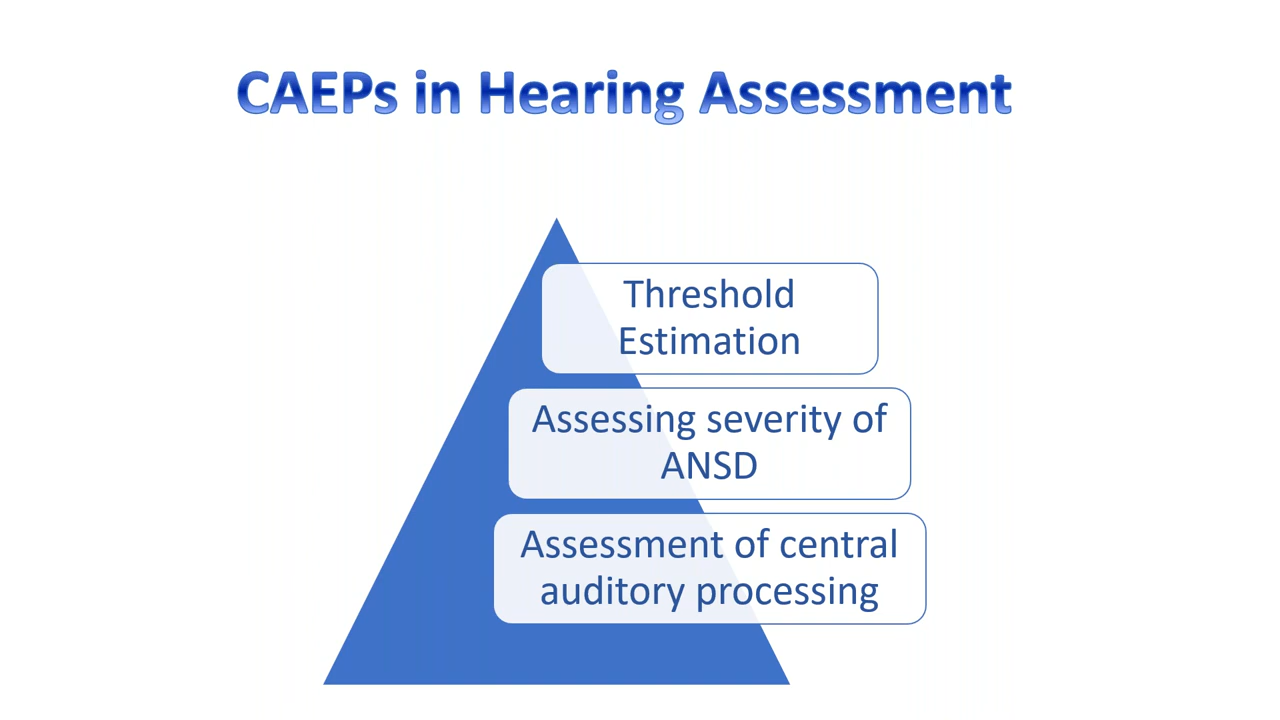 CAEPs in Hearing Assessment
Threshold
Estimation
Assessing severity of
ANSD
Assessment of central
auditory processing